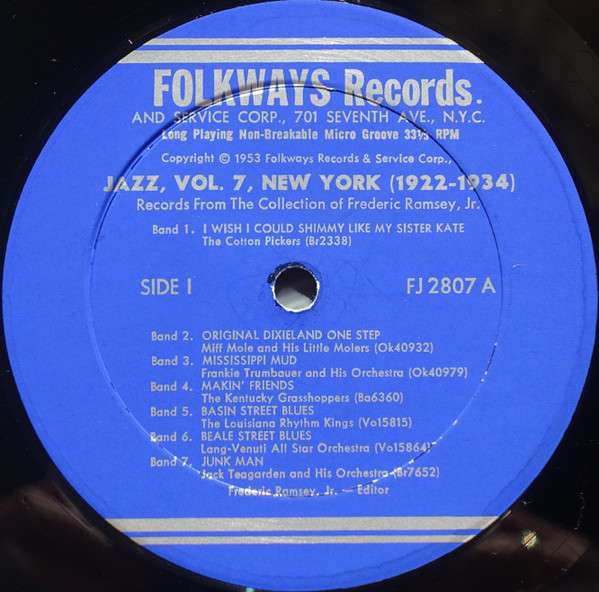 FOLKWAYS Records.
AND SERVICE CORP., 701 SEVENTH AVE., N.Y.C.
Long Playing Non-Breakable Micro Groove 33⅓ RPM
Copyright © 1953 Folkways Records & Service Corp.,
JAZZ, VOL. 7, NEW YORK (1922-1934)
Records From The Collection of Frederic Ramsey, Jr.
Band 1. I WISH I COULD SHIMMY LIKE MY SISTER KATE
The Cotton Pickers (Br2338)
SIDE I FJ 2807 A
Band 2. ORIGINAL DIXIELAND ONE STEP
Miff Mole and His Little Molers (Ok40932)
Band 3. MISSISSIPPI MUD
Frankie Trumbauer and His Orchestra (Ok40979)
Band 4. MAKIN' FRIENDS
The Kentucky Grasshoppers (Ba6360)
Band 5. BASIN STREET BLUES
The Louisiana Rhythm Kings (Vo15815)
Band 6. BEALE STREET BLUES
Lang-Venuti All Star Orchestra (Vo15864)
Band 7. JUNK MAN
Jack Teagarden and His Orchestra (Br7652)
Frederic Ramsey, Jr. — Editor